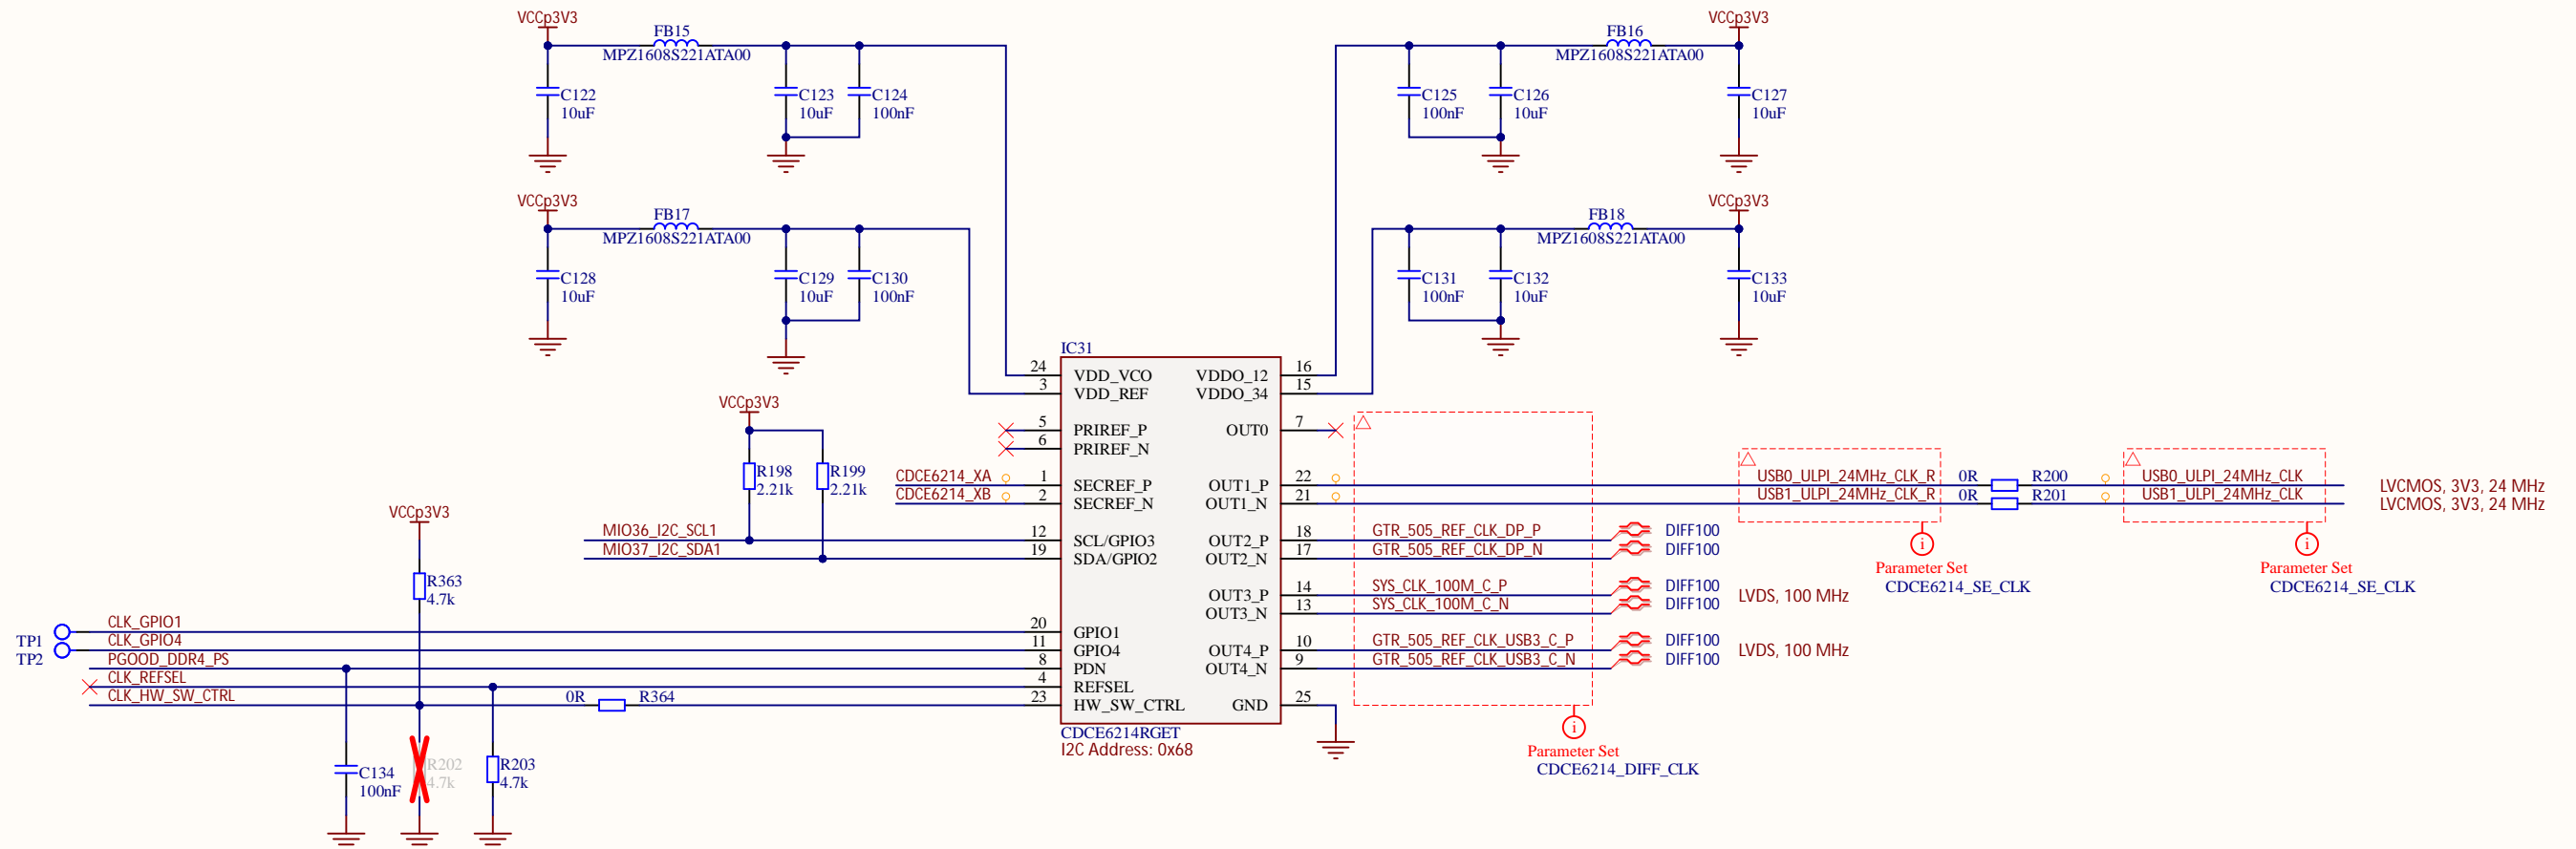 VCCp3V3
FB15
MPZ1608S221ATA00
C122
10uF
C123
10uF
C124
100nF
VCCp3V3
FB16
MPZ1608S221ATA00
C125
100nF
C126
10uF
C127
10uF
VCCp3V3
FB17
MPZ1608S221ATA00
C128
10uF
C129
10uF
C130
100nF
VCCp3V3
FB18
MPZ1608S221ATA00
C131
100nF
C132
10uF
C133
10uF
IC31
24 VDD_VCO VDDO_12 16
3 VDD_REF VDDO_34 15
5 PRIREF_P OUT0 7
6 PRIREF_N
CDCE6214_XA 1 SECREF_P OUT1_P 22
CDCE6214_XB 2 SECREF_N OUT1_N 21
VCCp3V3
R198
2.21k
R199
2.21k
MIO36_I2C_SCL1 12 SCL/GPIO3 OUT2_P 18 GTR_505_REF_CLK_DP_P DIFF100
MIO37_I2C_SDA1 19 SDA/GPIO2 OUT2_N 17 GTR_505_REF_CLK_DP_N DIFF100
OUT3_P 14 SYS_CLK_100M_C_P DIFF100
OUT3_N 13 SYS_CLK_100M_C_N DIFF100
LVDS, 100 MHz
VCCp3V3
R363
4.7k
TP1 CLK_GPIO1 20 GPIO1
TP2 CLK_GPIO4 11 GPIO4 OUT4_P 10 GTR_505_REF_CLK_USB3_C_P DIFF100
PGOOD_DDR4_PS 8 PDN OUT4_N 9 GTR_505_REF_CLK_USB3_C_N DIFF100
LVDS, 100 MHz
CLK_REFSEL 4 REFSEL
CLK_HW_SW_CTRL 0R R364 23 HW_SW_CTRL GND 25
CDCE6214RGET
I2C Address: 0x68
C134
100nF
R202
4.7k
R203
4.7k
i
Parameter Set
CDCE6214_DIFF_CLK
USB0_ULPI_24MHz_CLK_R 0R R200 USB0_ULPI_24MHz_CLK LVCMOS, 3V3, 24 MHz
USB1_ULPI_24MHz_CLK_R 0R R201 USB1_ULPI_24MHz_CLK LVCMOS, 3V3, 24 MHz
i
Parameter Set
CDCE6214_SE_CLK
i
Parameter Set
CDCE6214_SE_CLK